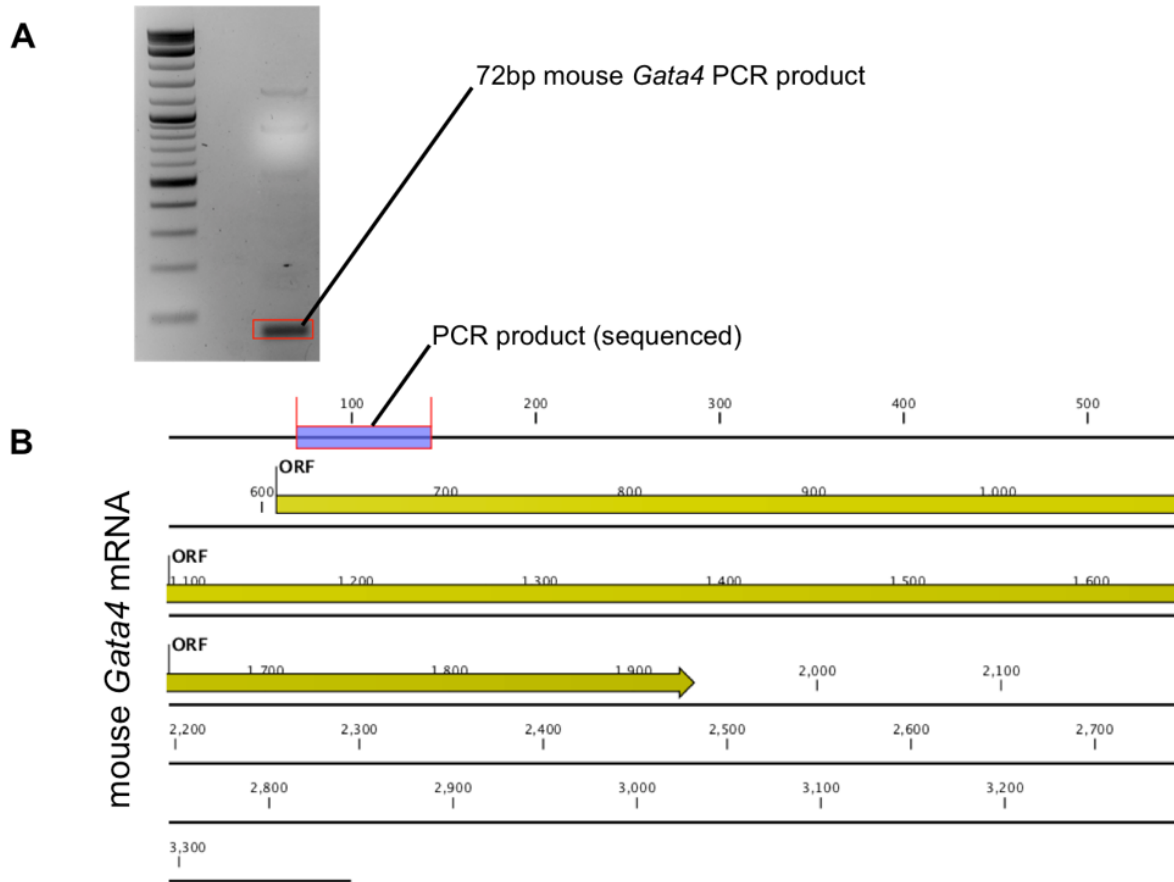 A
72bp mouse Gata4 PCR product
PCR product (sequenced)
B
mouse Gata4 mRNA
100 200 300 400 500
ORF
600 700 800 900 1,000
ORF
1,100 1,200 1,300 1,400 1,500 1,600
ORF
1,700 1,800 1,900 2,000 2,100
2,200 2,300 2,400 2,500 2,600 2,700
2,800 2,900 3,000 3,100 3,200
3,300